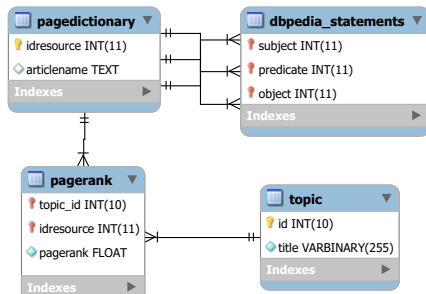 pagedictionary
idresource INT(11)
articlename TEXT
Indexes
dbpedia_statements
subject INT(11)
predicate INT(11)
object INT(11)
Indexes
pagerank
topic_id INT(10)
idresource INT(11)
pagerank FLOAT
Indexes
topic
id INT(10)
title VARBINARY(255)
Indexes